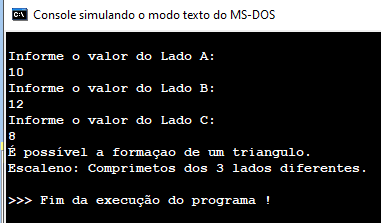 Console simulando o modo texto do MS-DOS
Informe o valor do Lado A:
10
Informe o valor do Lado B:
12
Informe o valor do Lado C:
8
É possível a formaçao de um triangulo.
Escaleno: Comprimetos dos 3 lados diferentes.
>>> Fim da execução do programa !